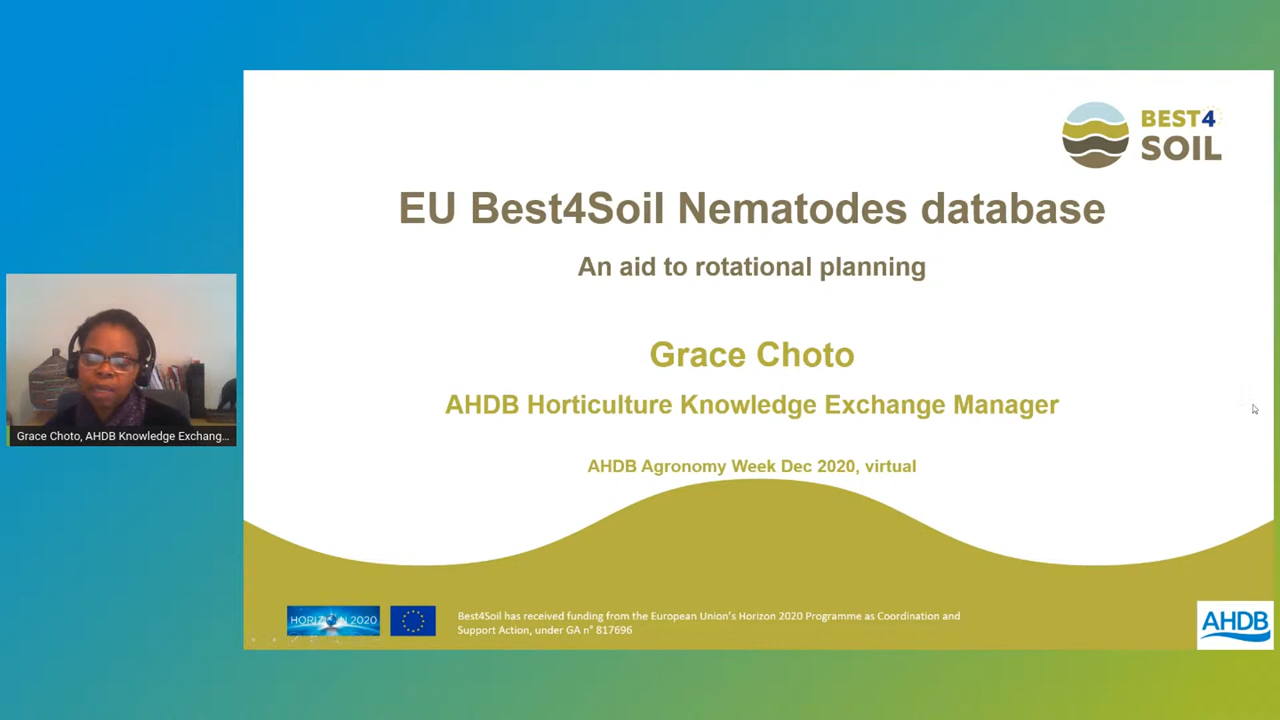 BEST4
SOIL
EU Best4Soil Nematodes database
An aid to rotational planning
Grace Choto
AHDB Horticulture Knowledge Exchange Manager
AHDB Agronomy Week Dec 2020, virtual
Grace Choto, AHDB Knowledge Exchang...
HORIZON 2020
Best4Soil has received funding from the European Union's Horizon 2020 Programme as Coordination and
Support Action, under GA n° 817696
AHDB